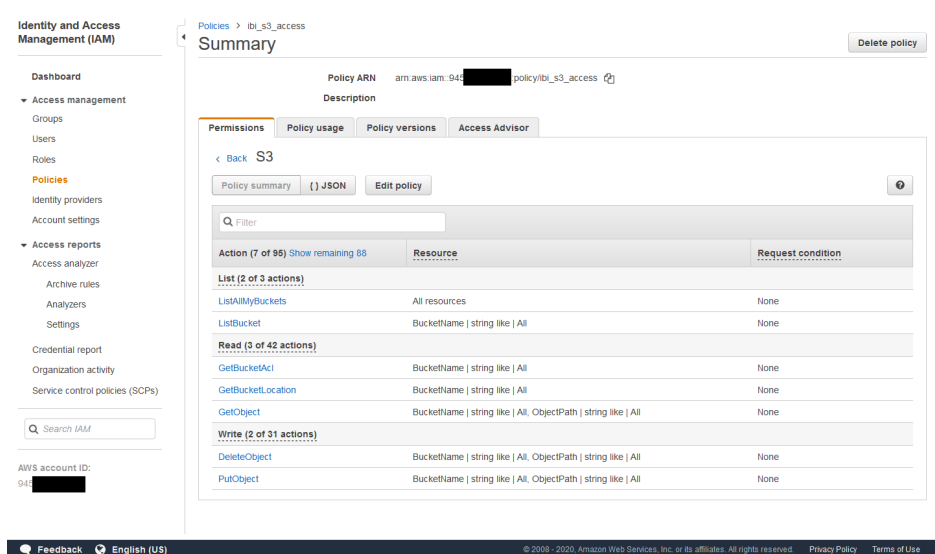 Identity and Access
Management (IAM)
Dashboard
Access management
Groups
Users
Roles
Policies
Identity providers
Account settings
Access reports
Access analyzer
Archive rules
Analyzers
Settings
Credential report
Organization activity
Service control policies (SCPs)
Search IAM
AWS account ID:
945
Policies > ibi_s3_access
Summary
Delete policy
Policy ARN arn:aws:iam::945 :policy/ibi_s3_access
Description
Permissions Policy usage Policy versions Access Advisor
‹ Back S3
Policy summary { } JSON Edit policy
Filter
Action (7 of 95) Show remaining 88 Resource Request condition
List (2 of 3 actions)
ListAllMyBuckets All resources None
ListBucket BucketName | string like | All None
Read (3 of 42 actions)
GetBucketAcl BucketName | string like | All None
GetBucketLocation BucketName | string like | All None
GetObject BucketName | string like | All, ObjectPath | string like | All None
Write (2 of 31 actions)
DeleteObject BucketName | string like | All, ObjectPath | string like | All None
PutObject BucketName | string like | All, ObjectPath | string like | All None
Feedback English (US) © 2008 - 2020, Amazon Web Services, Inc. or its affiliates. All rights reserved. Privacy Policy Terms of Use